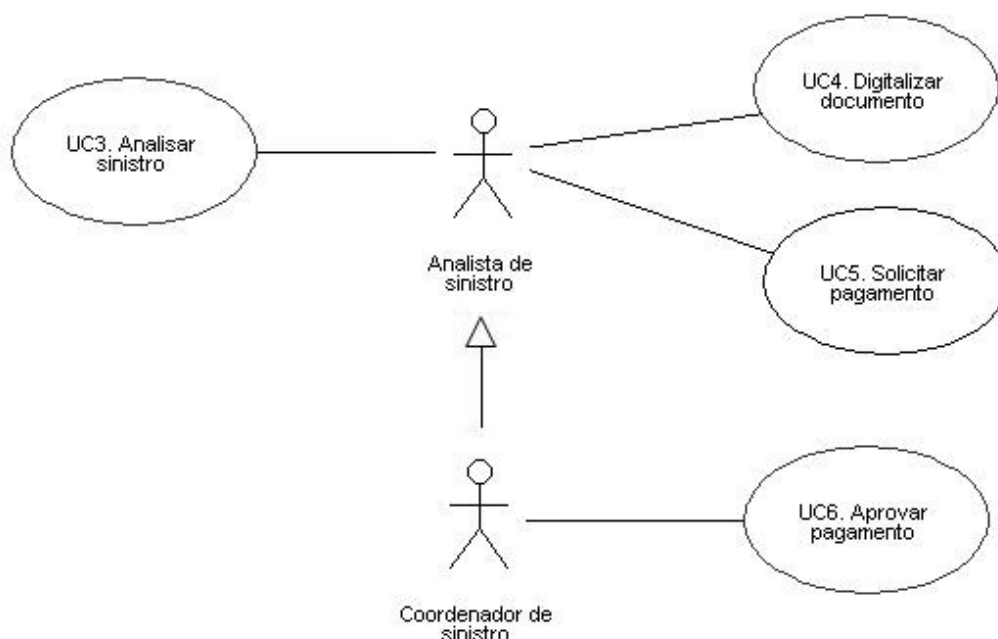 UC3. Analisar
sinistro
UC4. Digitalizar
documento
Analista de
sinistro
UC5. Solicitar
pagamento
UC6. Aprovar
pagamento
Coordenador de
sinistro